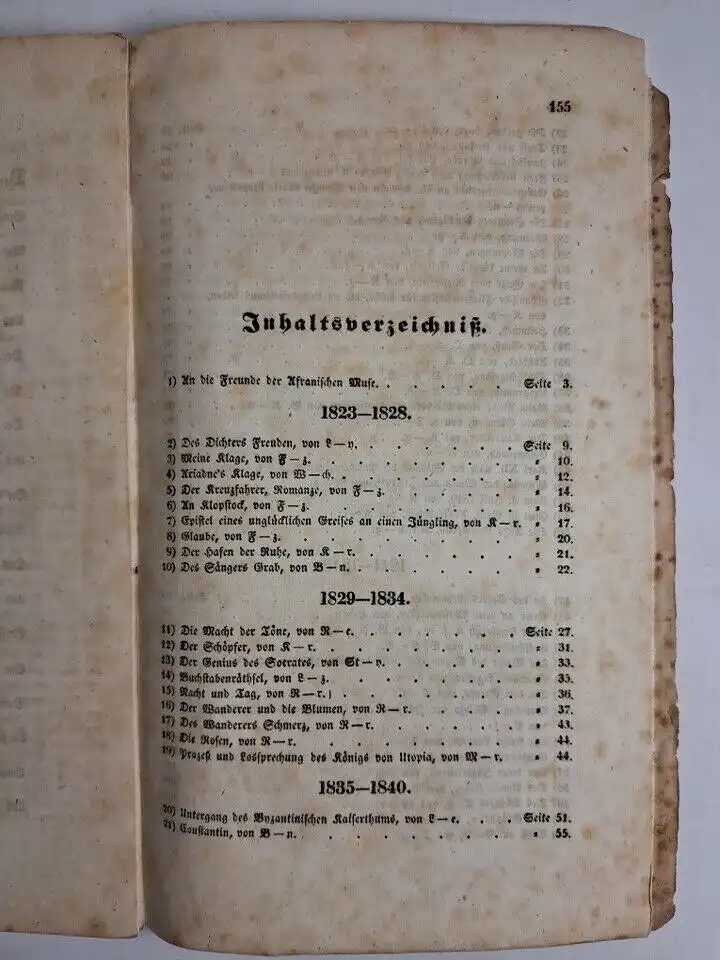 155
Inhaltsverzeichniß.
1) An die Freunde der Afranischen Muse. . . . . . Seite 3.
1823—1828.
2) Des Dichters Freuden, von L—y. . . . . . Seite 9.
3) Meine Klage, von F—z. . . . . . . „ 10.
4) Ariadne's Klage, von W—ch. . . . . . . „ 12.
5) Der Kreuzfahrer, Romanze, von F—z. . . . . „ 14.
6) An Klopstock, von F—z. . . . . . . „ 16.
7) Epistel eines unglücklichen Greises an einen Jüngling, von K—r. „ 17.
8) Glaube, von F—z. . . . . . . . „ 20.
9) Der Hafen der Ruhe, von K—r. . . . . . „ 21.
10) Des Sängers Grab, von B—n. . . . . . „ 22.
1829—1834.
11) Die Macht der Töne, von R—e. . . . . . Seite 27.
12) Der Schöpfer, von K—r. . . . . . . „ 31.
13) Der Genius des Socrates, von St—y. . . . . „ 33.
14) Buchstabenräthsel, von L—z. . . . . . „ 35.
15) Nacht und Tag, von R—r. . . . . . . „ 36.
16) Der Wanderer und die Blumen, von R—r. . . . „ 37.
17) Des Wanderers Schmerz, von R—r. . . . . „ 43.
18) Die Rosen, von R—r. . . . . . . „ 44.
19) Prozeß und Lossprechung des Königs von Utopia, von M—r. „ 44.
1835—1840.
20) Untergang des Byzantinischen Kaiserthums, von L—e. . . Seite 51.
21) Constantin, von B—n. . . . . . . „ 55.